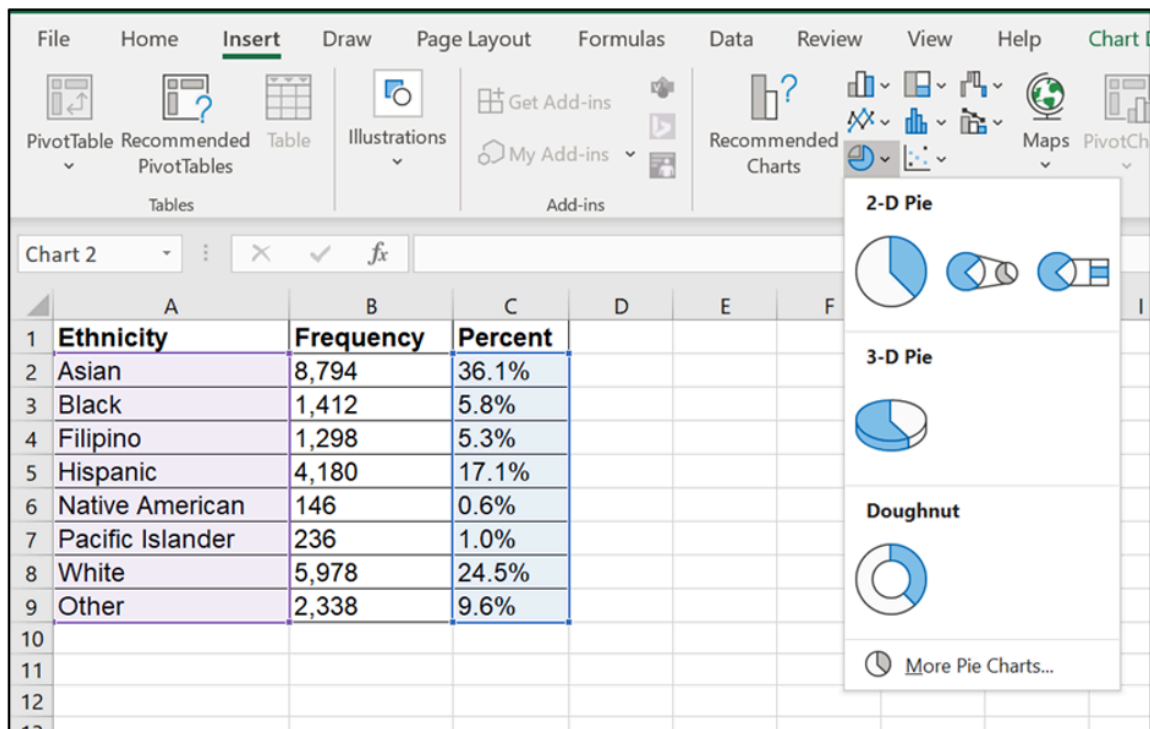 File Home Insert Draw Page Layout Formulas Data Review View Help Chart D
PivotTable
Recommended
PivotTables
Table
Tables
Illustrations
Get Add-ins
My Add-ins
Add-ins
Recommended
Charts
Maps
PivotCh
Chart 2
fx
2-D Pie
3-D Pie
Doughnut
More Pie Charts...
A B C D E F I
1 Ethnicity Frequency Percent
2 Asian 8,794 36.1%
3 Black 1,412 5.8%
4 Filipino 1,298 5.3%
5 Hispanic 4,180 17.1%
6 Native American 146 0.6%
7 Pacific Islander 236 1.0%
8 White 5,978 24.5%
9 Other 2,338 9.6%
10
11
12